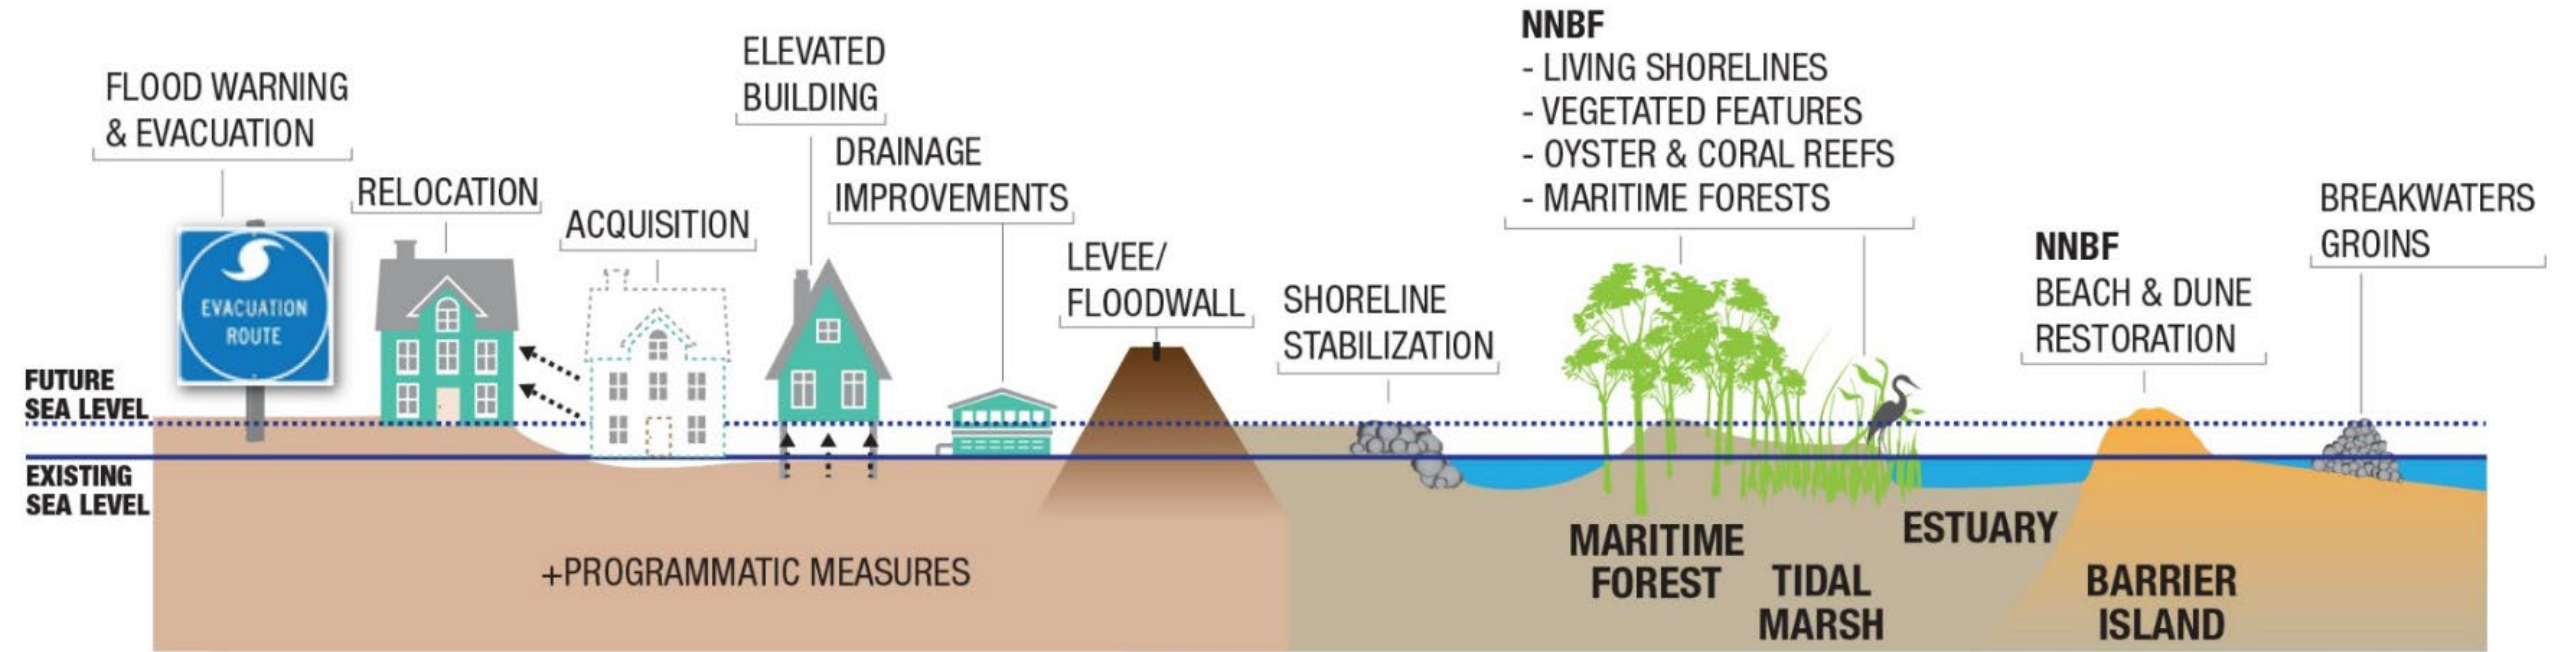 FLOOD WARNING
& EVACUATION
EVACUATION
ROUTE
RELOCATION
ACQUISITION
ELEVATED
BUILDING
DRAINAGE
IMPROVEMENTS
LEVEE/
FLOODWALL
SHORELINE
STABILIZATION
NNBF
- LIVING SHORELINES
- VEGETATED FEATURES
- OYSTER & CORAL REEFS
- MARITIME FORESTS
NNBF
BEACH & DUNE
RESTORATION
BREAKWATERS
GROINS
FUTURE
SEA LEVEL
EXISTING
SEA LEVEL
+PROGRAMMATIC MEASURES
MARITIME
FOREST
TIDAL
MARSH
ESTUARY
BARRIER
ISLAND